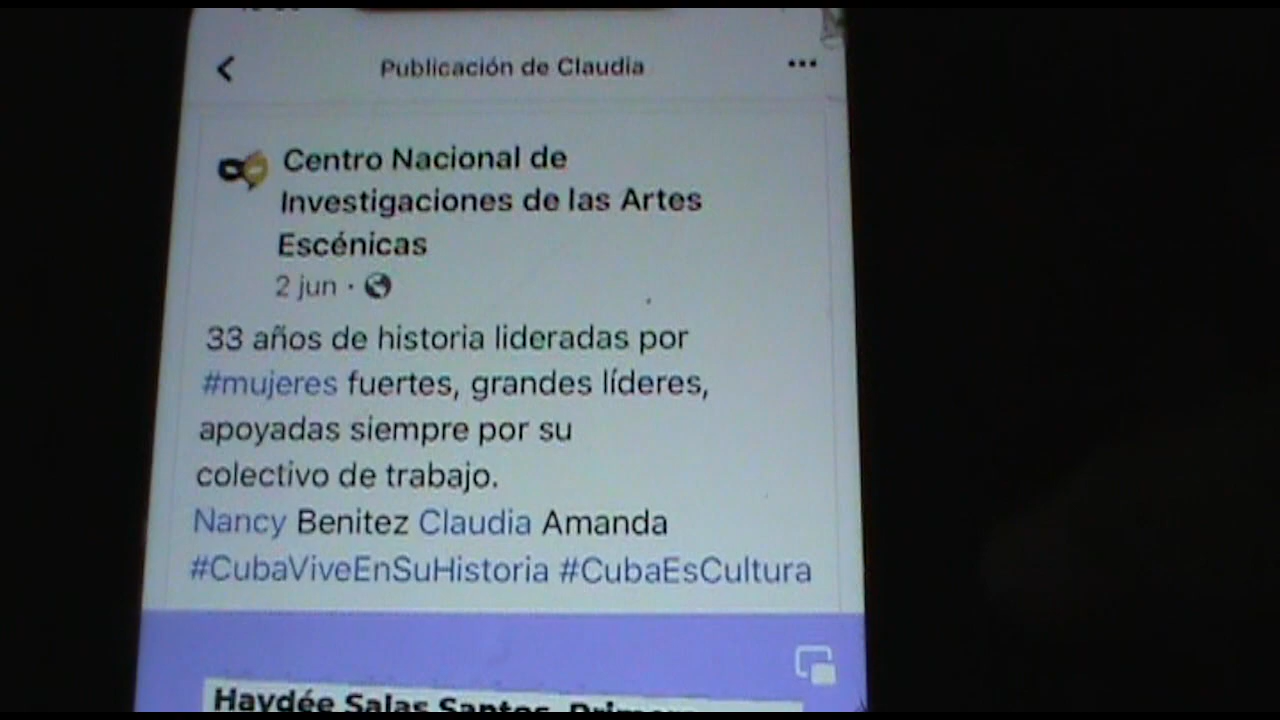 Publicación de Claudia
Centro Nacional de
Investigaciones de las Artes
Escénicas
2 jun ·
33 años de historia lideradas por
#mujeres fuertes, grandes líderes,
apoyadas siempre por su
colectivo de trabajo.
Nancy Benitez Claudia Amanda
#CubaViveEnSuHistoria #CubaEsCultura
Haydée Salas Santos,